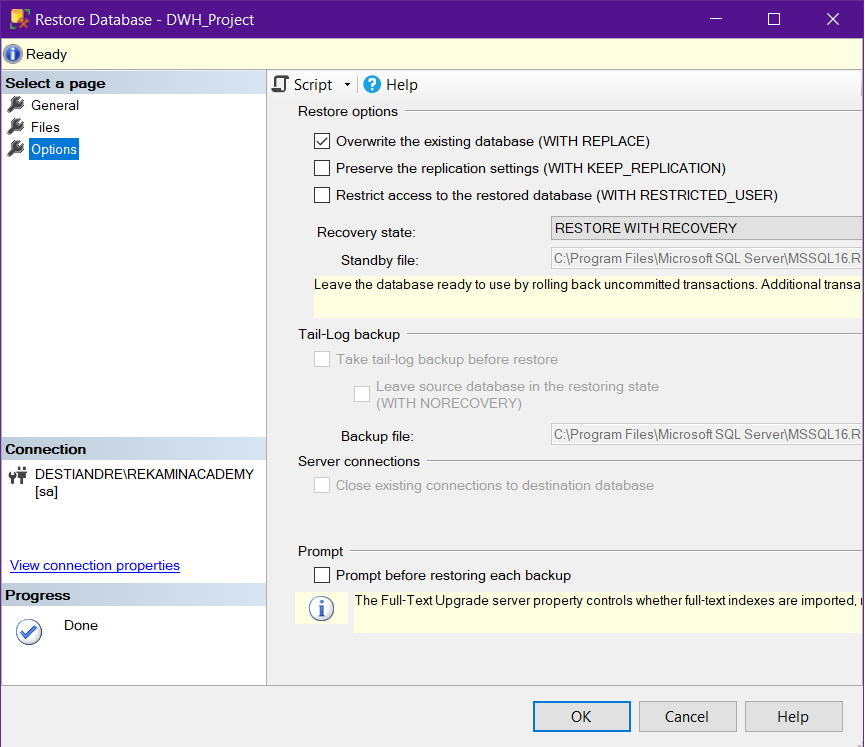 Restore Database - DWH_Project
Ready
Select a page
General
Files
Options
Script
Help
Restore options
Overwrite the existing database (WITH REPLACE)
Preserve the replication settings (WITH KEEP_REPLICATION)
Restrict access to the restored database (WITH RESTRICTED_USER)
Recovery state:
RESTORE WITH RECOVERY
Standby file:
C:\Program Files\Microsoft SQL Server\MSSQL16.R
Leave the database ready to use by rolling back uncommitted transactions. Additional transa
Tail-Log backup
Take tail-log backup before restore
Leave source database in the restoring state
(WITH NORECOVERY)
Backup file:
C:\Program Files\Microsoft SQL Server\MSSQL16.R
Server connections
Close existing connections to destination database
Prompt
Prompt before restoring each backup
The Full-Text Upgrade server property controls whether full-text indexes are imported,
Connection
DESTIANDRE\REKAMINACADEMY
[sa]
View connection properties
Progress
Done
OK
Cancel
Help